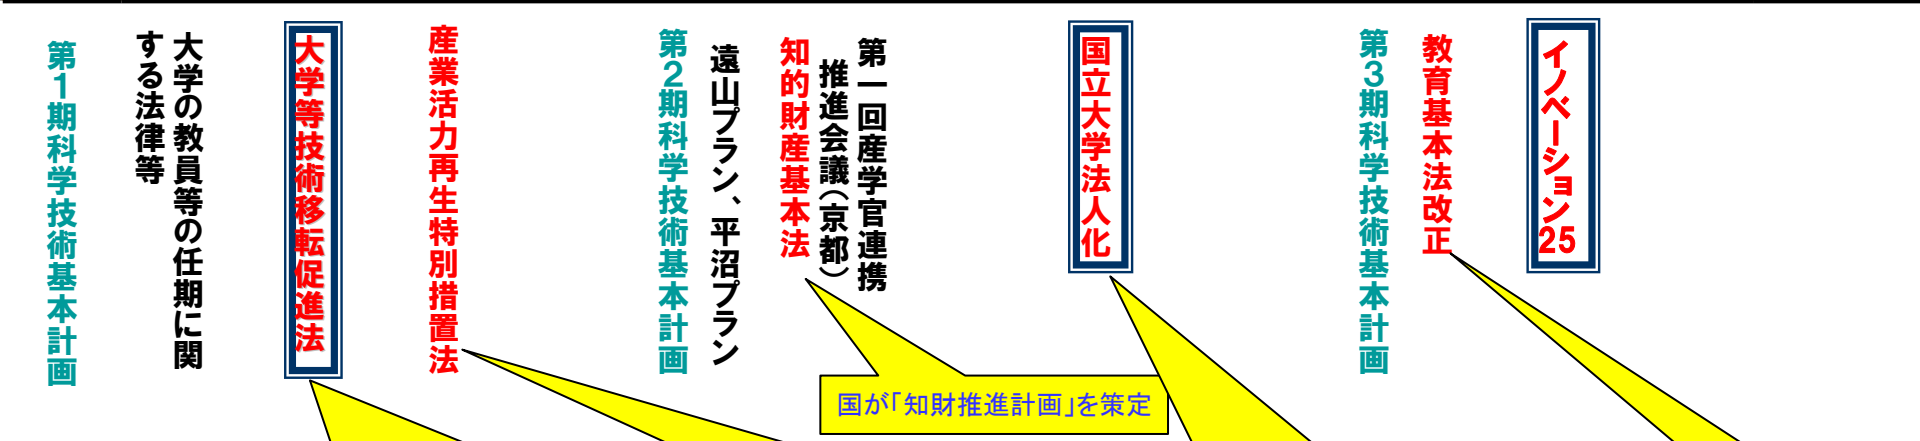 第1期科学技術基本計画
大学の教員等の任期に関
する法律等
大学等技術移転促進法
産業活力再生特別措置法
第2期科学技術基本計画
遠山プラン、平沼プラン
知的財産基本法
第一回産学官連携
推進会議(京都)
国立大学法人化
第3期科学技術基本計画
教育基本法改正
イノベーション25
国が「知財推進計画」を策定